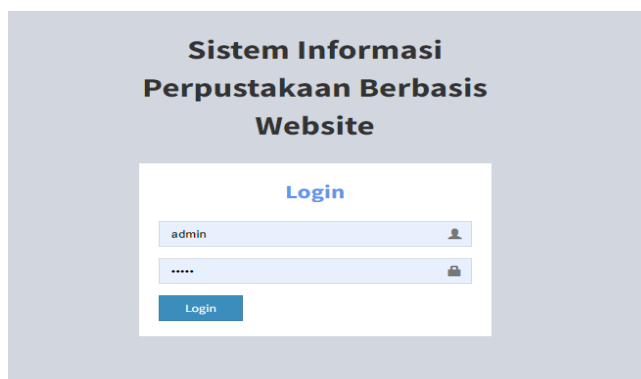 Sistem Informasi
Perpustakaan Berbasis
Website
Login
admin
•••••
Login